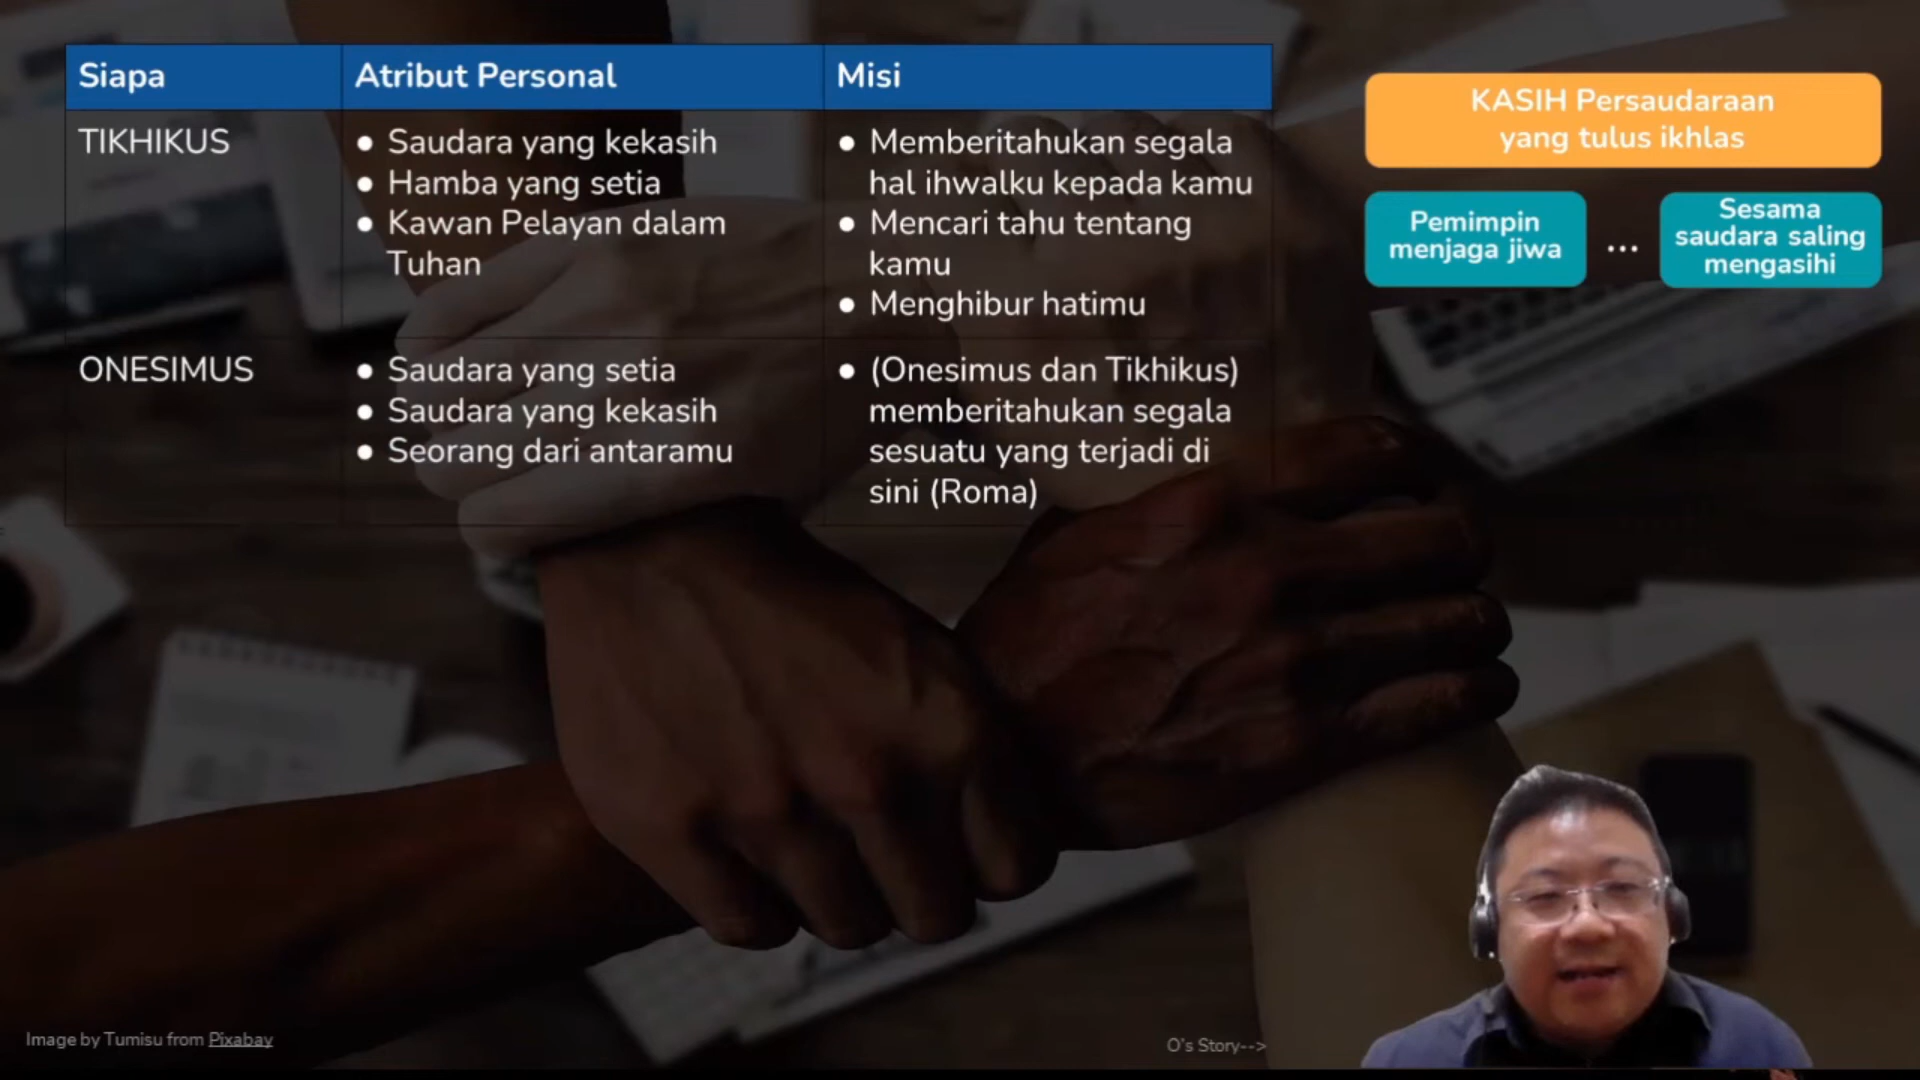 Siapa
Atribut Personal
Misi
TIKHIKUS
● Saudara yang kekasih
● Hamba yang setia
● Kawan Pelayan dalam
Tuhan
● Memberitahukan segala
hal ihwalku kepada kamu
● Mencari tahu tentang
kamu
● Menghibur hatimu
ONESIMUS
● Saudara yang setia
● Saudara yang kekasih
● Seorang dari antaramu
● (Onesimus dan Tikhikus)
memberitahukan segala
sesuatu yang terjadi di
sini (Roma)
KASIH Persaudaraan
yang tulus ikhlas
Pemimpin
menjaga jiwa
...
Sesama
saudara saling
mengasihi
Image by Tumisu from Pixabay
O's Story-->